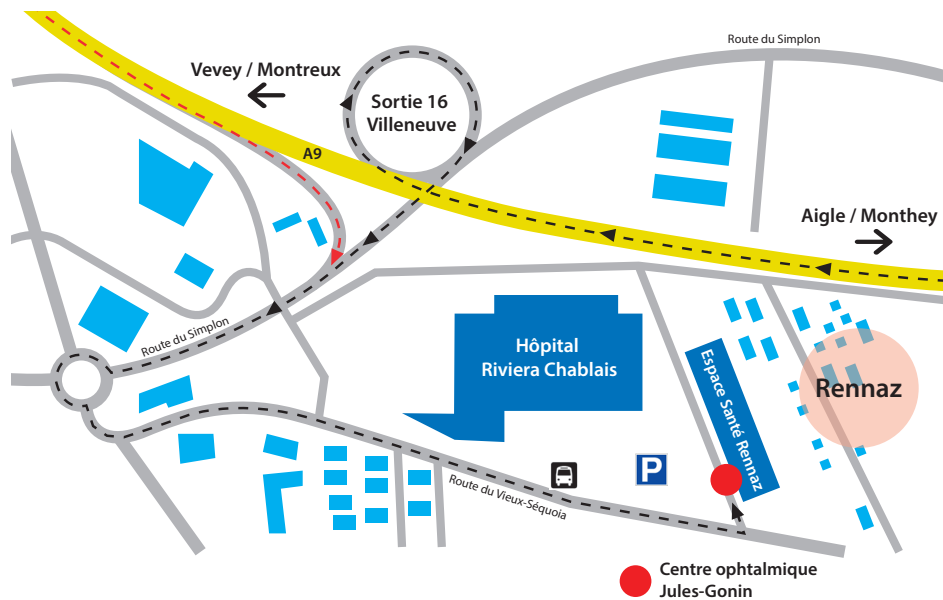 Route du Simplon
Vevey / Montreux
Sortie 16
Villeneuve
A9
Aigle / Monthey
Route du Simplon
Hôpital
Riviera Chablais
Espace Santé Rennaz
Rennaz
P
Route du Vieux-Séquoia
Centre ophtalmique
Jules-Gonin